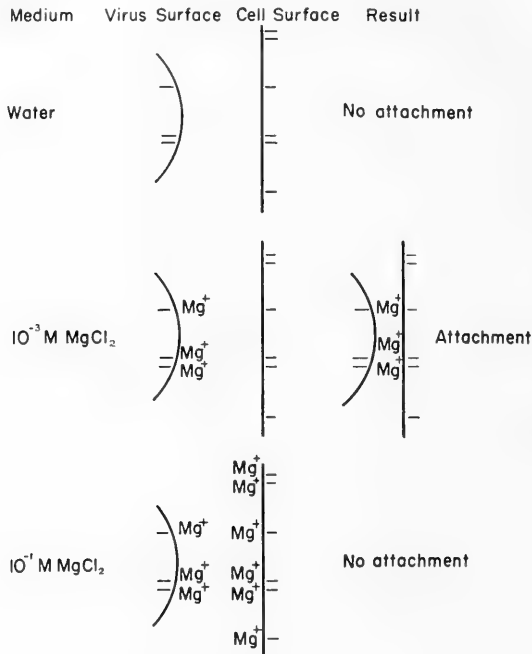 Medium Virus Surface Cell Surface Result
Water No attachment
Mg⁺ Mg⁺
10⁻³ M MgCl₂ Mg⁺ Mg⁺ Attachment
Mg⁺ Mg⁺
Mg⁺
Mg⁺
Mg⁺ Mg⁺
10⁻¹ M MgCl₂ Mg⁺ Mg⁺ No attachment
Mg⁺ Mg⁺
Mg⁺